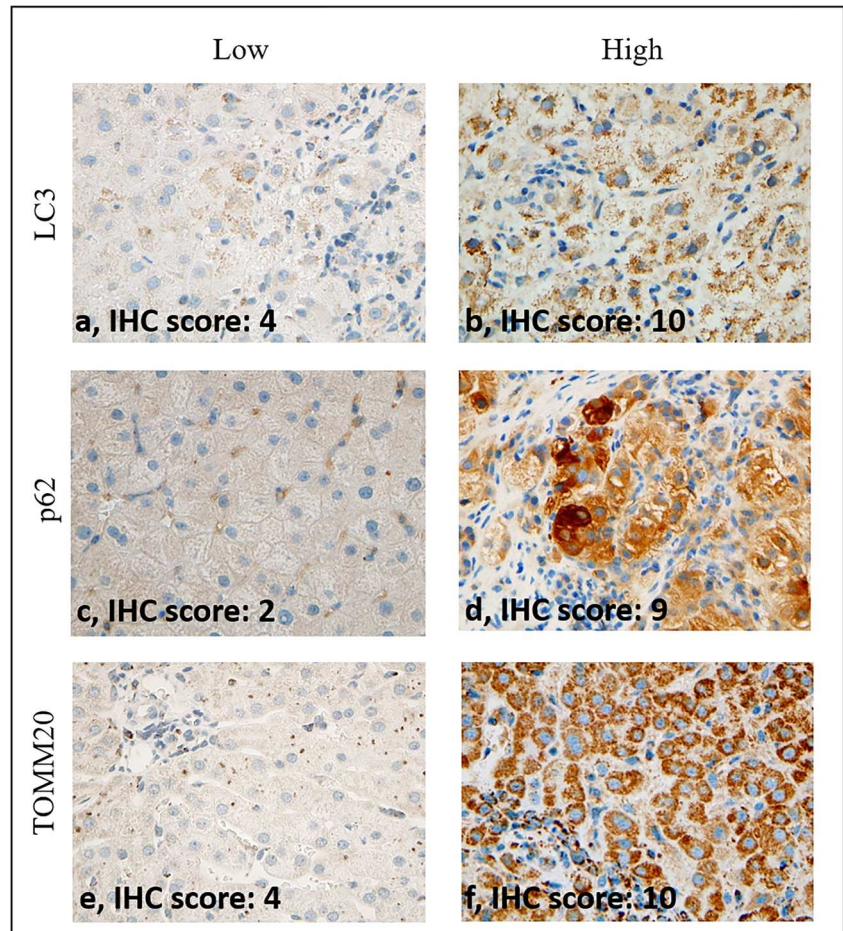 Low High
LC3
a, IHC score: 4 b, IHC score: 10
p62
c, IHC score: 2 d, IHC score: 9
TOMM20
e, IHC score: 4 f, IHC score: 10